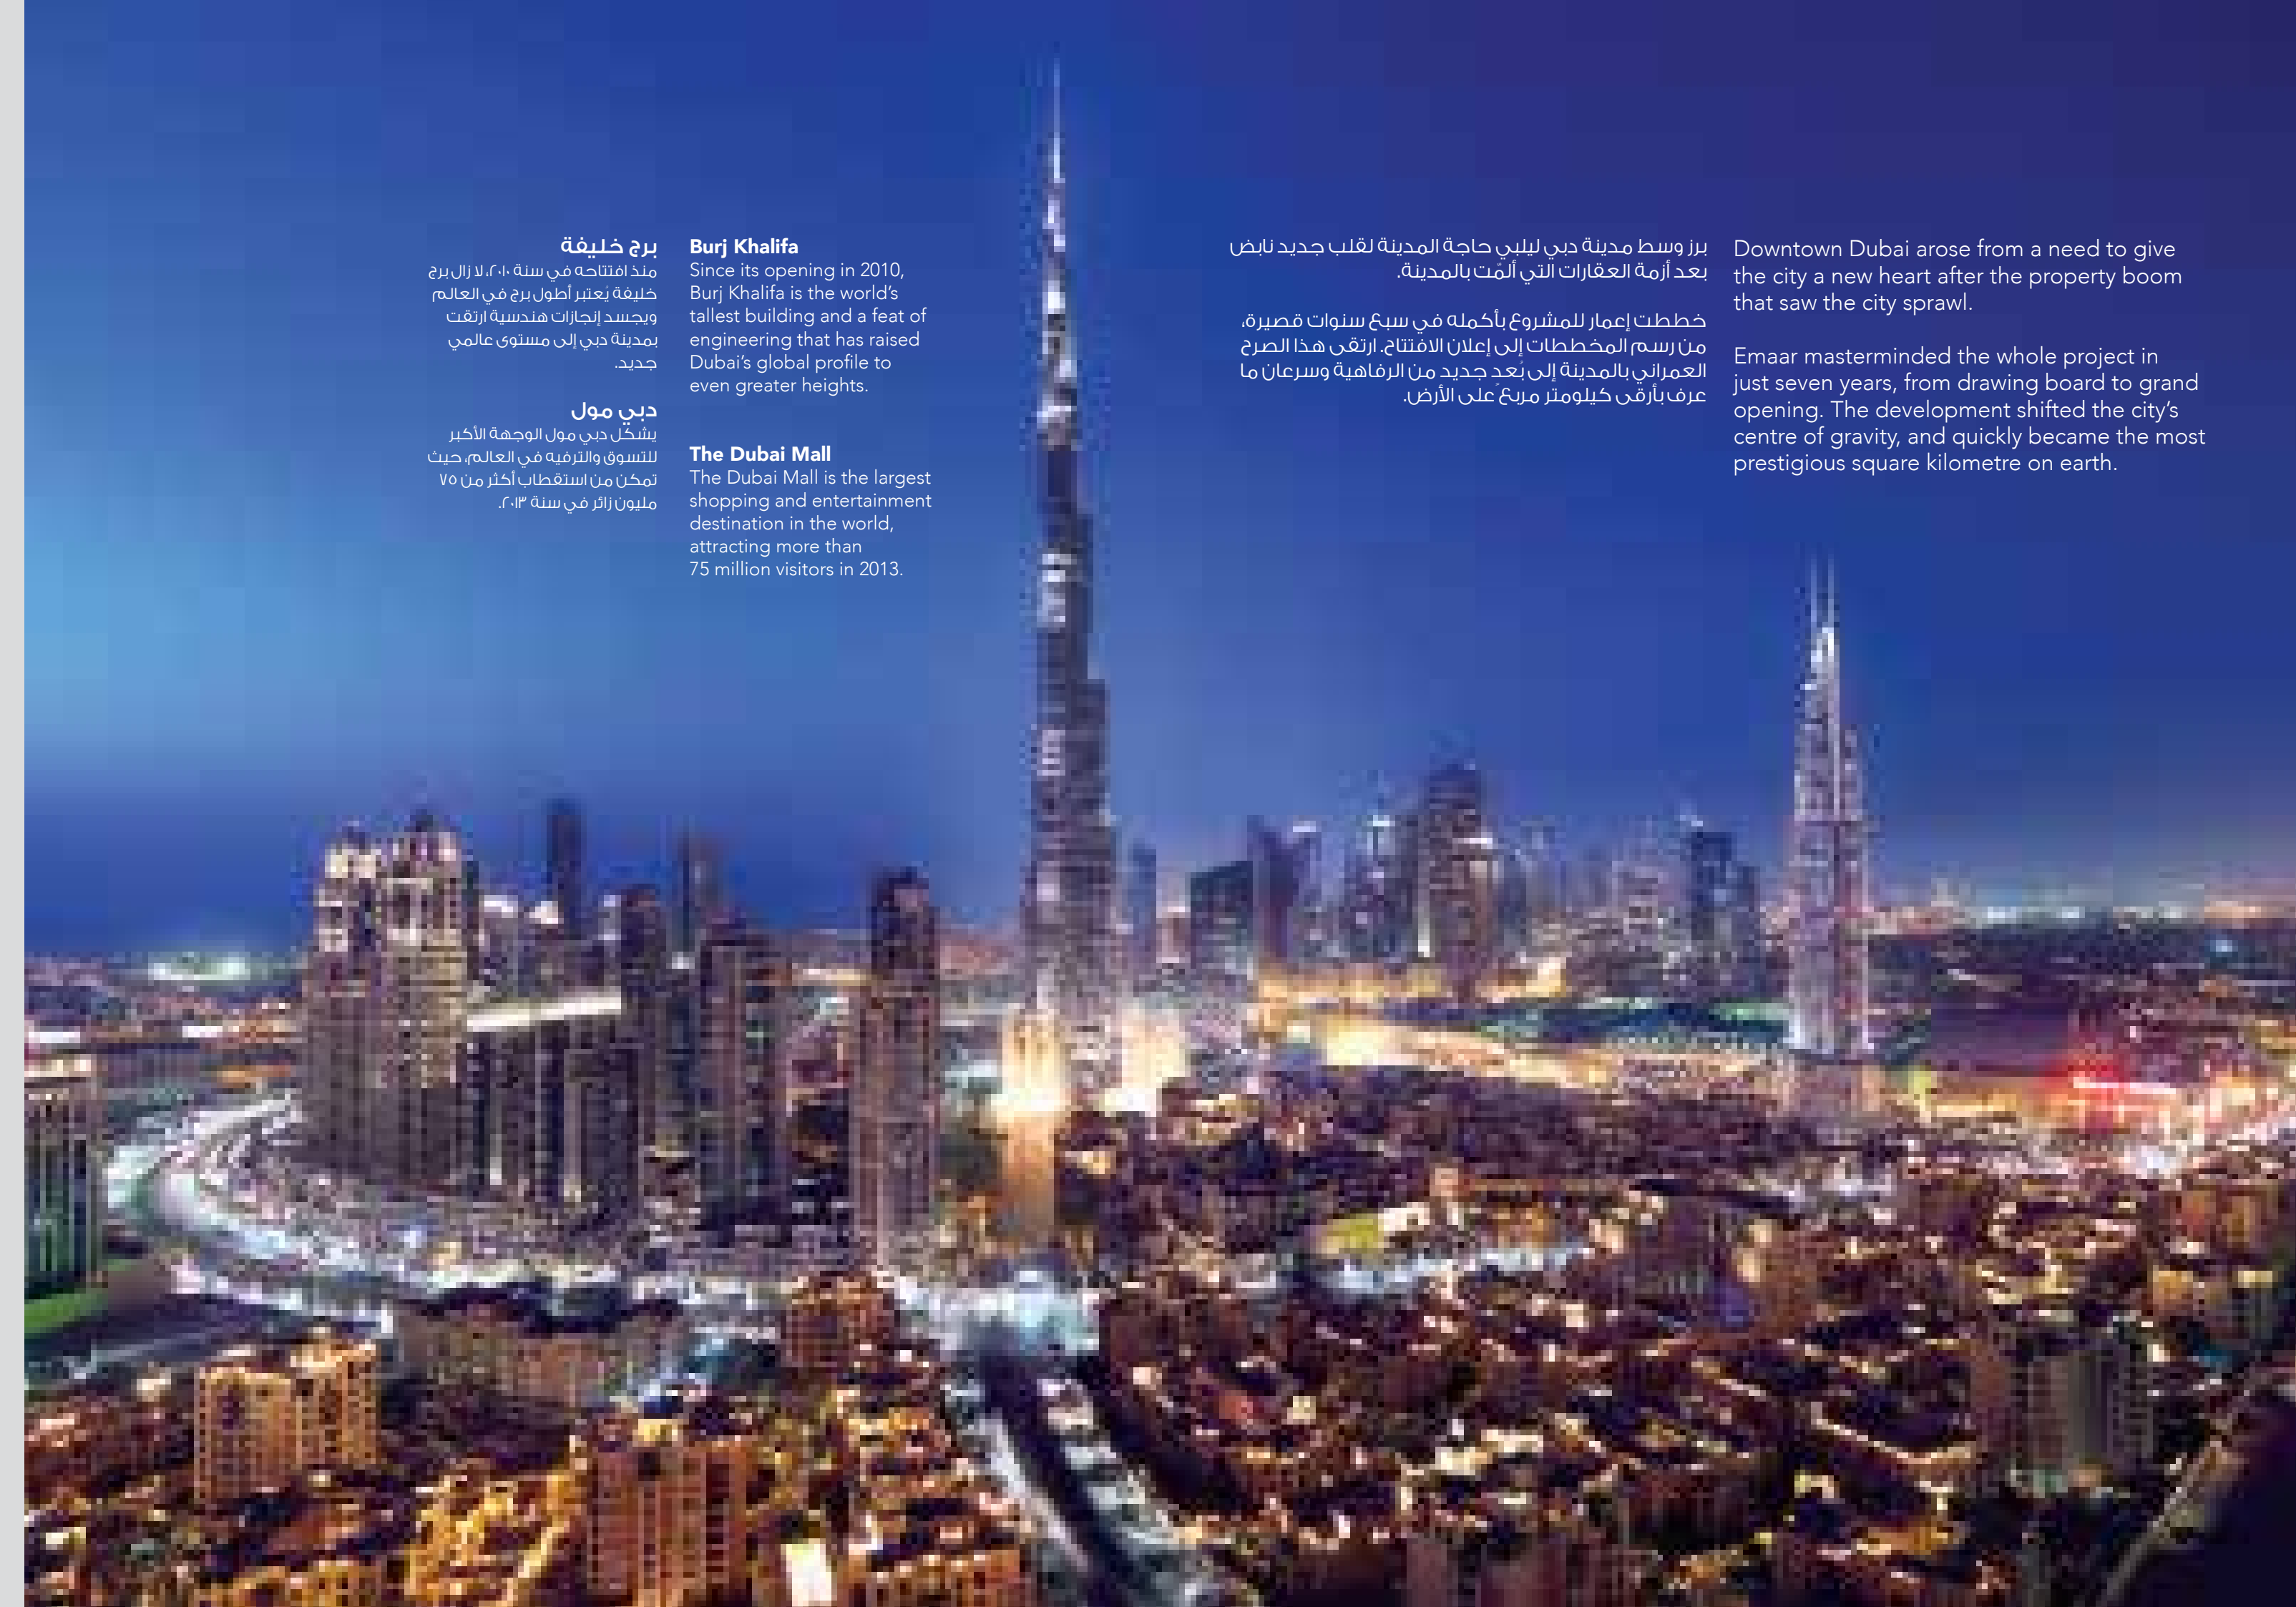 برج خليفة
منذ افتتاحه في سنة ٢٠١٠، لا زال برج
خليفة يُعتبر أطول برج في العالم
ويجسد إنجازات هندسية ارتقت
بمدينة دبي إلى مستوى عالمي
جديد.
دبي مول
يشكّل دبي مول الوجهة الأكبر
للتسوق والترفيه في العالم، حيث
تمكن من استقطاب أكثر من ٧٥
مليون زائر في سنة ٢٠١٣.
Burj Khalifa
Since its opening in 2010,
Burj Khalifa is the world's
tallest building and a feat of
engineering that has raised
Dubai's global profile to
even greater heights.
The Dubai Mall
The Dubai Mall is the largest
shopping and entertainment
destination in the world,
attracting more than
75 million visitors in 2013.
برز وسط مدينة دبي ليلبي حاجة المدينة لقلب جديد نابض
بعد أزمة العقارات التي ألمّت بالمدينة.
خططت إعمار للمشروع بأكمله في سبع سنوات قصيرة،
من رسم المخططات إلى إعلان الافتتاح. ارتقى هذا الصرح
العمراني بالمدينة إلى بُعد جديد من الرفاهية وسرعان ما
عرف بأرقى كيلومتر مربعٍ على الأرض.
Downtown Dubai arose from a need to give
the city a new heart after the property boom
that saw the city sprawl.
Emaar masterminded the whole project in
just seven years, from drawing board to grand
opening. The development shifted the city's
centre of gravity, and quickly became the most
prestigious square kilometre on earth.